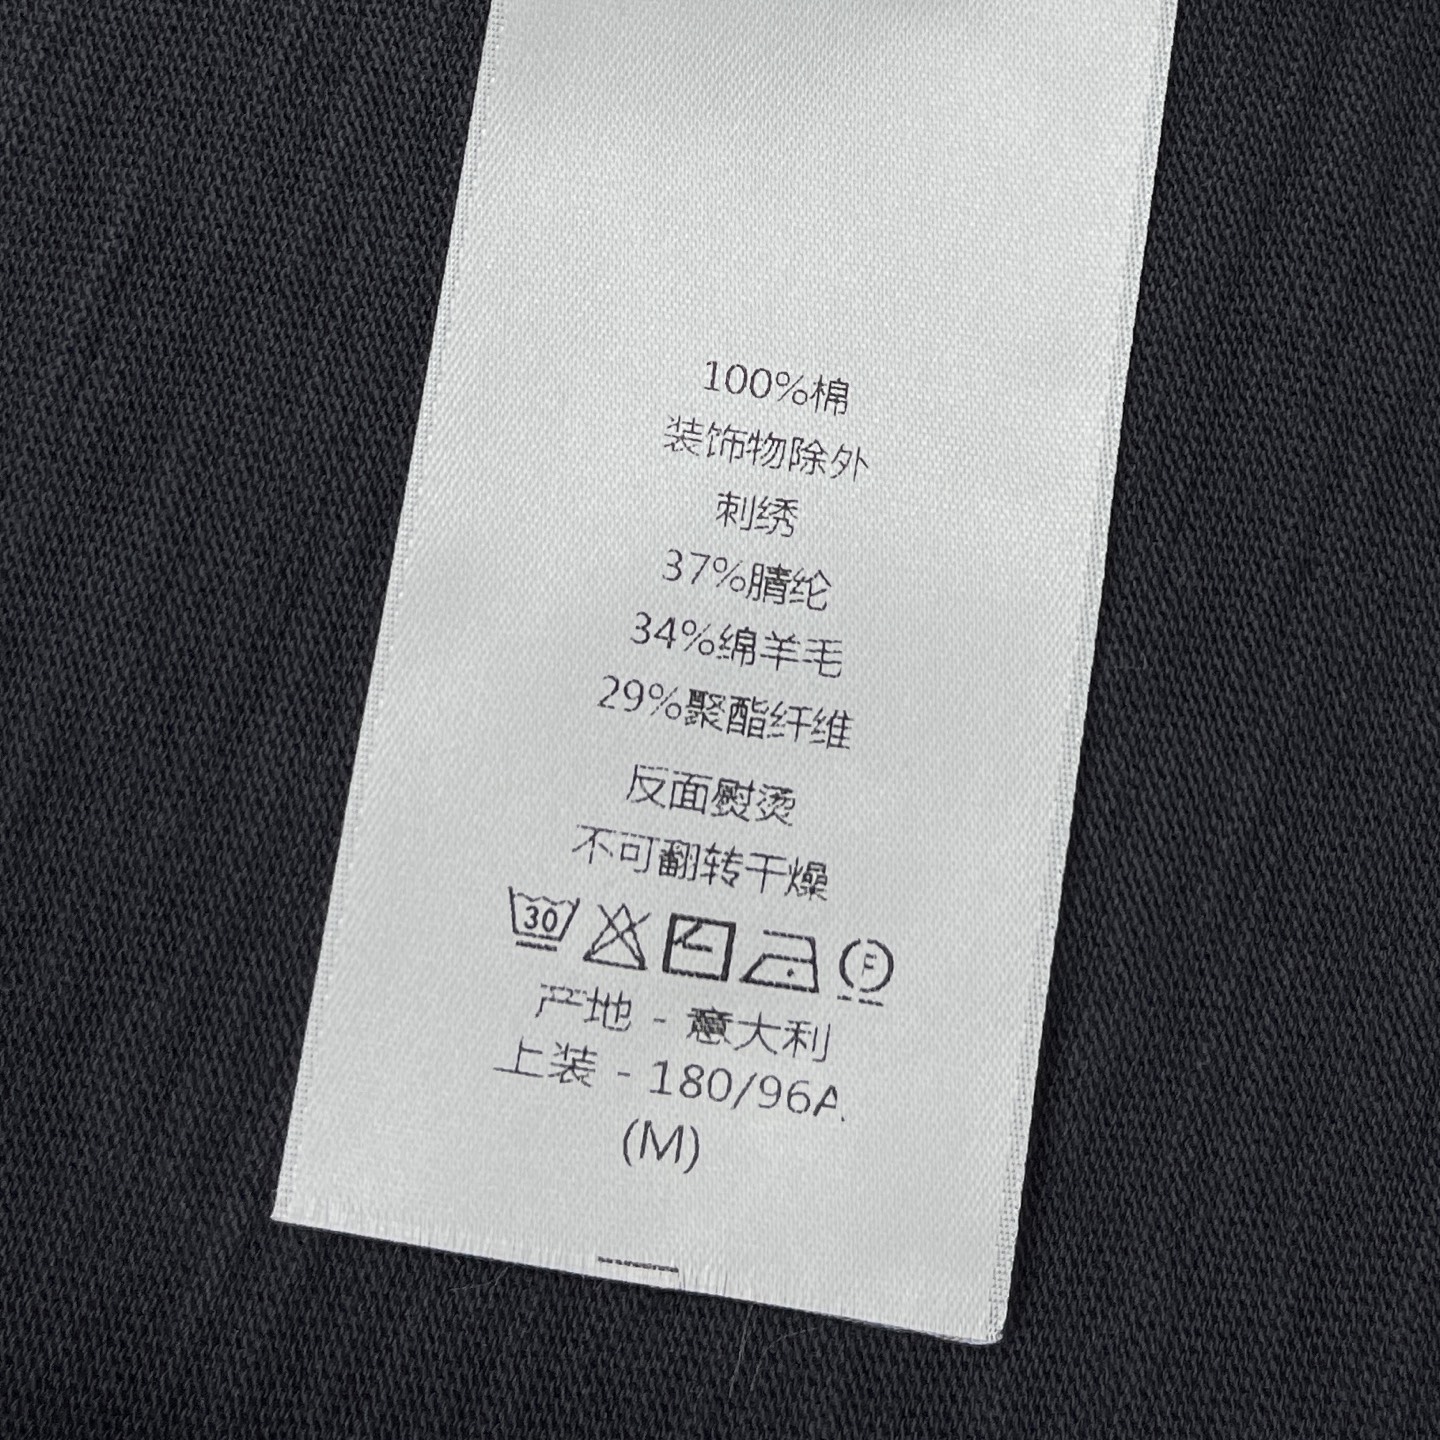 100%棉
装饰物除外
刺绣
37%腈纶
34%绵羊毛
29%聚酯纤维
反面熨烫
不可翻转干燥
30 F
产地 - 意大利
上装 - 180/96A.
(M)